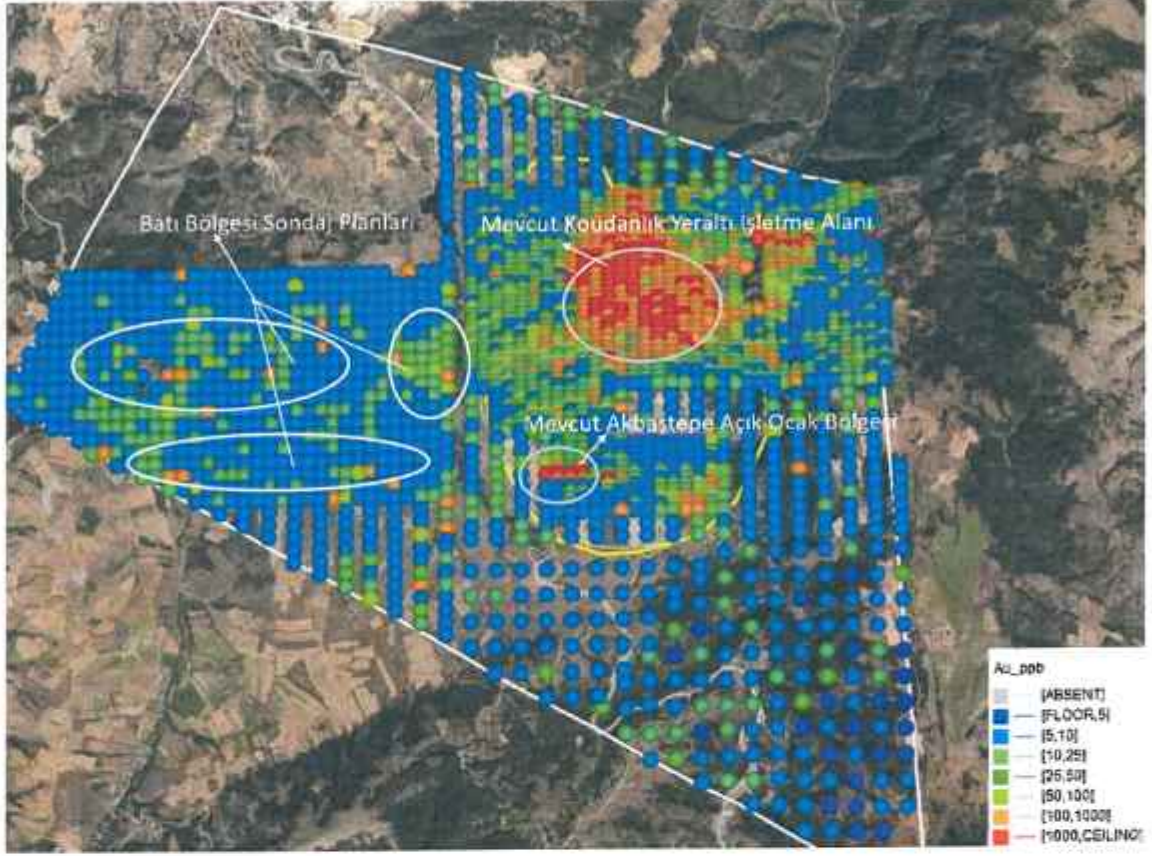 Batı Bölgesi Sondaj Planları
Mevcut Kızıldanlık Yeraltı İşletme Alanı
Mevcut Akbaştepe Açık Ocak Bölgesi
Au_ppb
[ABSENT]
[FLOOR,5]
[5,10]
[10,25]
[25,50]
[50,100]
[100,1000]
[1000,CEILING]